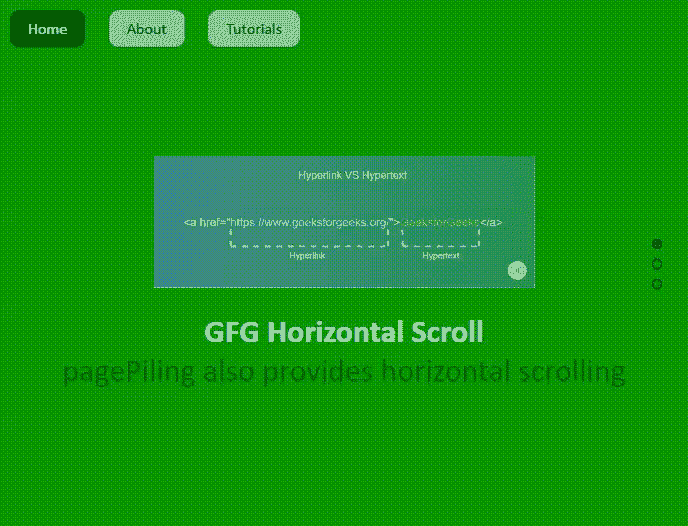 Home
About
Tutorials
Hyperlink VS Hypertext
<a href="https://www.geeksforgeeks.org/">GeeksforGeeks</a>
Hyperlink
Hypertext
GFG Horizontal Scroll
pagePiling also provides horizontal scrolling